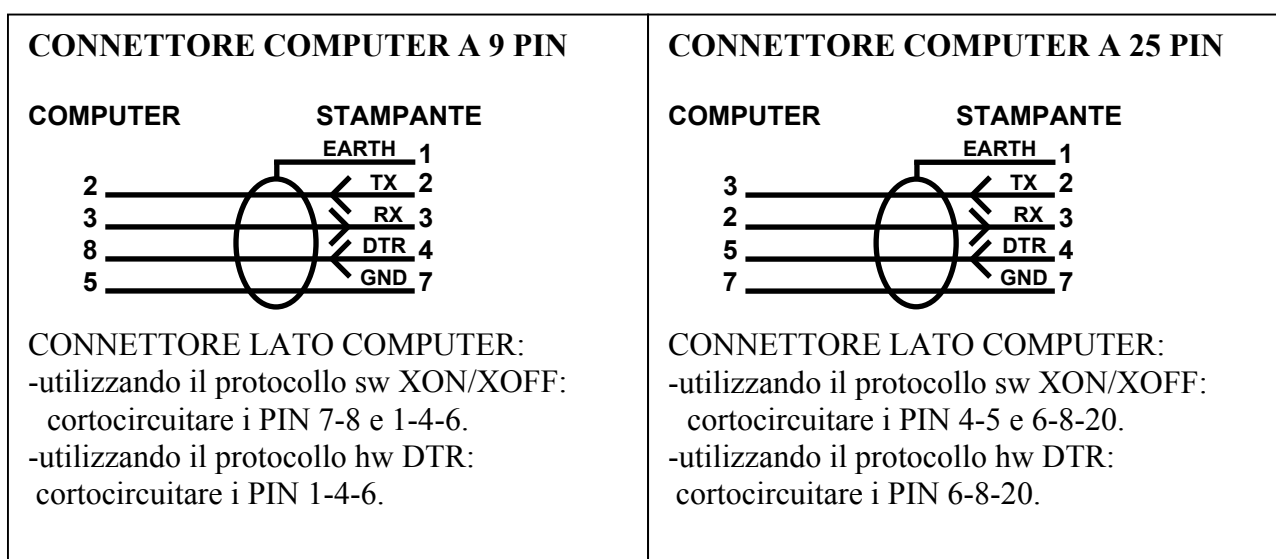 CONNETTORE COMPUTER A 9 PIN
COMPUTER STAMPANTE
EARTH 1
2 TX 2
3 RX 3
8 DTR 4
5 GND 7
CONNETTORE LATO COMPUTER:
-utilizzando il protocollo sw XON/XOFF:
cortocircuitare i PIN 7-8 e 1-4-6.
-utilizzando il protocollo hw DTR:
cortocircuitare i PIN 1-4-6.
CONNETTORE COMPUTER A 25 PIN
COMPUTER STAMPANTE
EARTH 1
3 TX 2
2 RX 3
5 DTR 4
7 GND 7
CONNETTORE LATO COMPUTER:
-utilizzando il protocollo sw XON/XOFF:
cortocircuitare i PIN 4-5 e 6-8-20.
-utilizzando il protocollo hw DTR:
cortocircuitare i PIN 6-8-20.